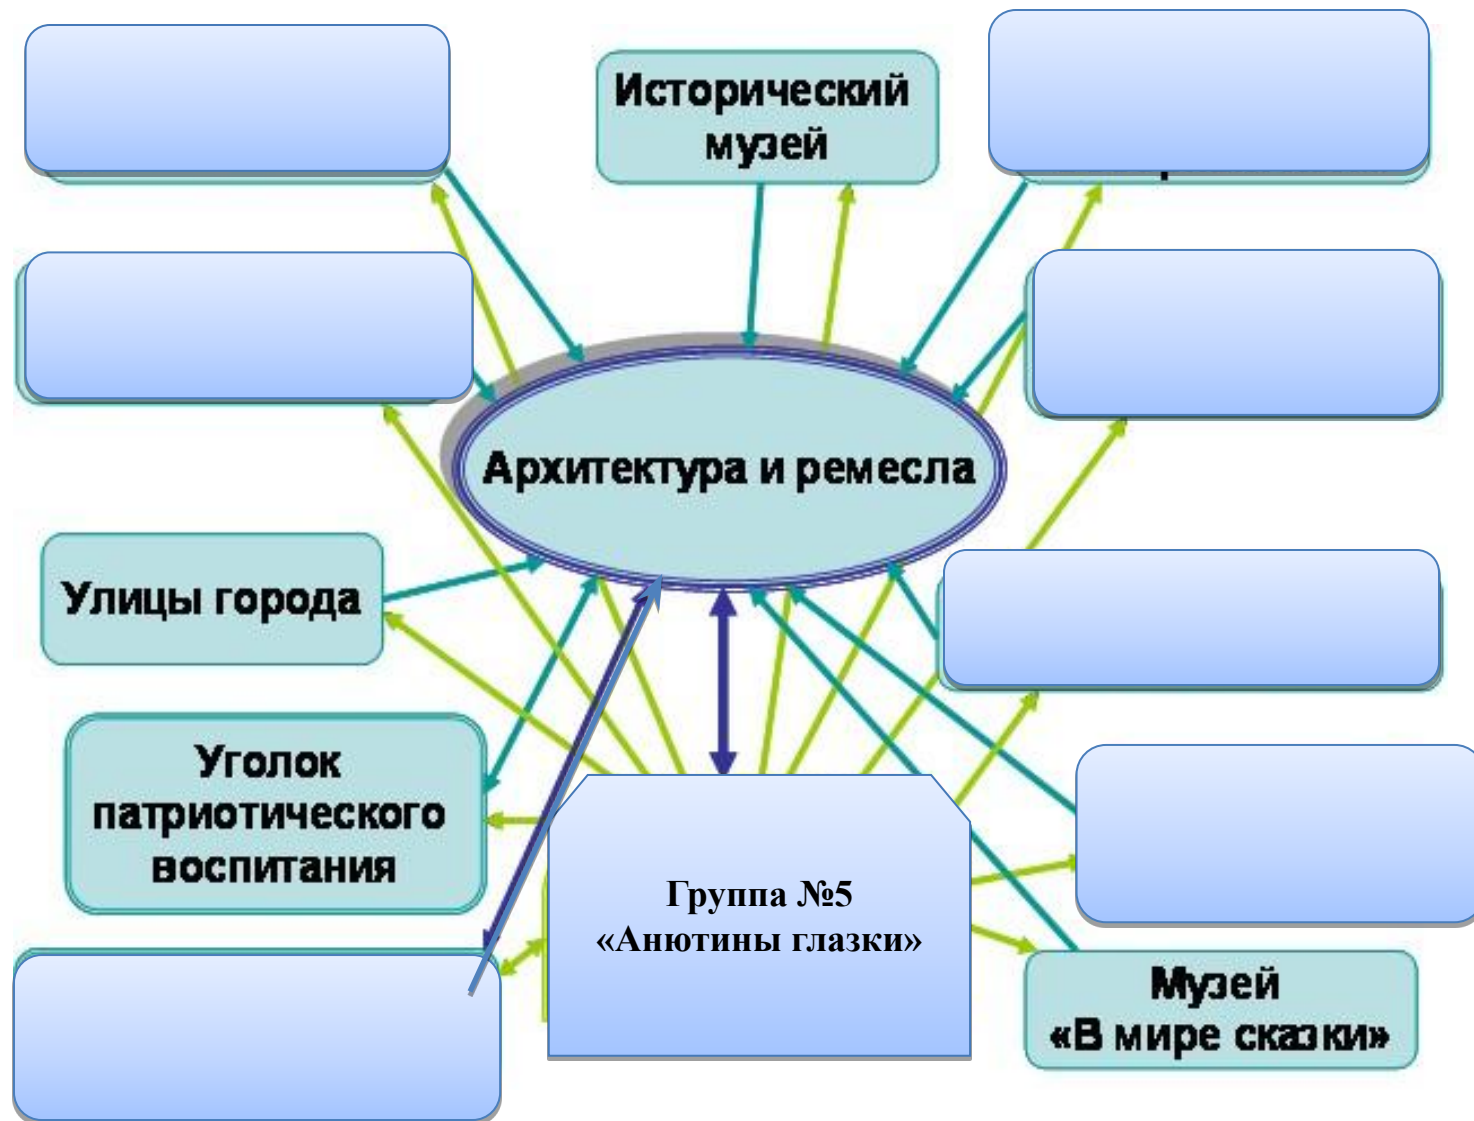 Исторический
музей
Архитектура и ремесла
Улицы города
Уголок
патриотического
воспитания
Группа №5
«Анютины глазки»
Музей
«В мире сказки»